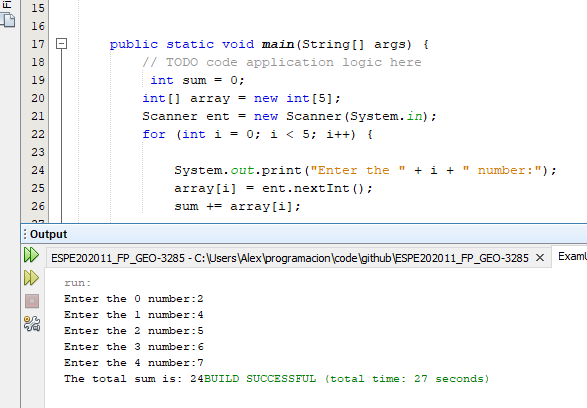 Fi
15
16
17 public static void main(String[] args) {
18 // TODO code application logic here
19 int sum = 0;
20 int[] array = new int[5];
21 Scanner ent = new Scanner(System.in);
22 for (int i = 0; i < 5; i++) {
23
24 System.out.print("Enter the " + i + " number:");
25 array[i] = ent.nextInt();
26 sum += array[i];
Output
ESPE202011_FP_GEO-3285 - C:\Users\Alex\programacion\code\github\ESPE202011_FP_GEO-3285 × ExamU
run:
Enter the 0 number:2
Enter the 1 number:4
Enter the 2 number:5
Enter the 3 number:6
Enter the 4 number:7
The total sum is: 24BUILD SUCCESSFUL (total time: 27 seconds)